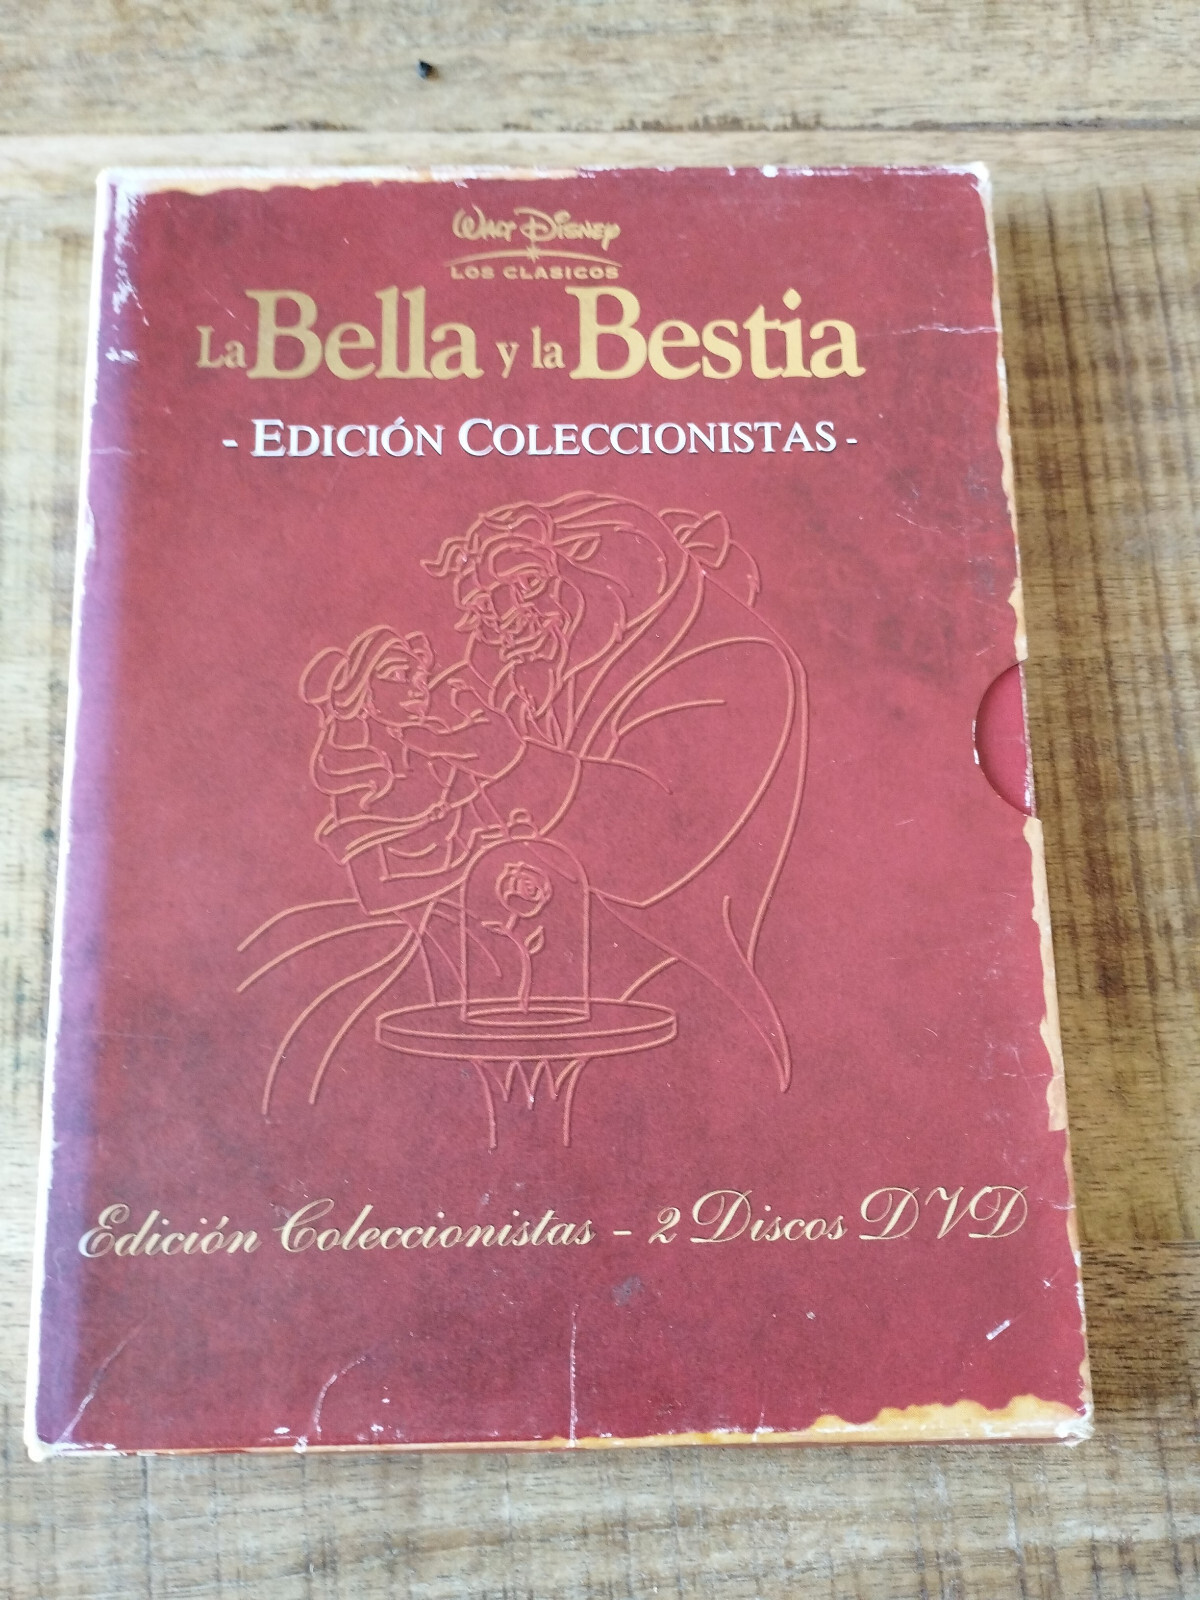 WALT DISNEY
LOS CLASICOS
La Bella y la Bestia
- EDICIÓN COLECCIONISTAS -
Edición Coleccionistas - 2 Discos DVD